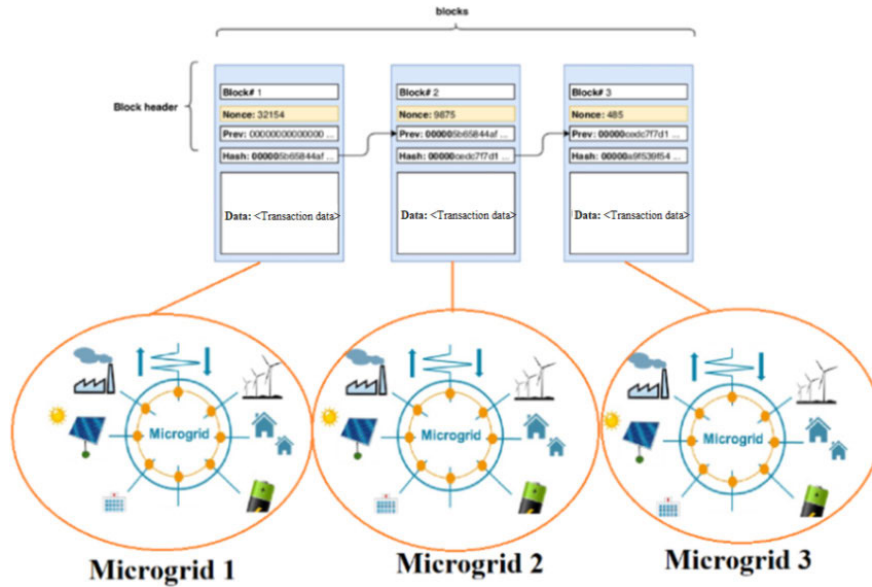 blocks
Block header
Block# 1
Nonce: 32154
Prev: 00000000000000 ...
Hash: 000005b65844af ...
Data: <Transaction data>
Block# 2
Nonce: 9875
Prev: 000005b65844af ...
Hash: 00000cedc7f7d1 ...
Data: <Transaction data>
Block# 3
Nonce: 485
Prev: 00000cedc7f7d1 ...
Hash: 00000a9f539f54 ...
Data: <Transaction data>
Microgrid
Microgrid
Microgrid
Microgrid 1
Microgrid 2
Microgrid 3